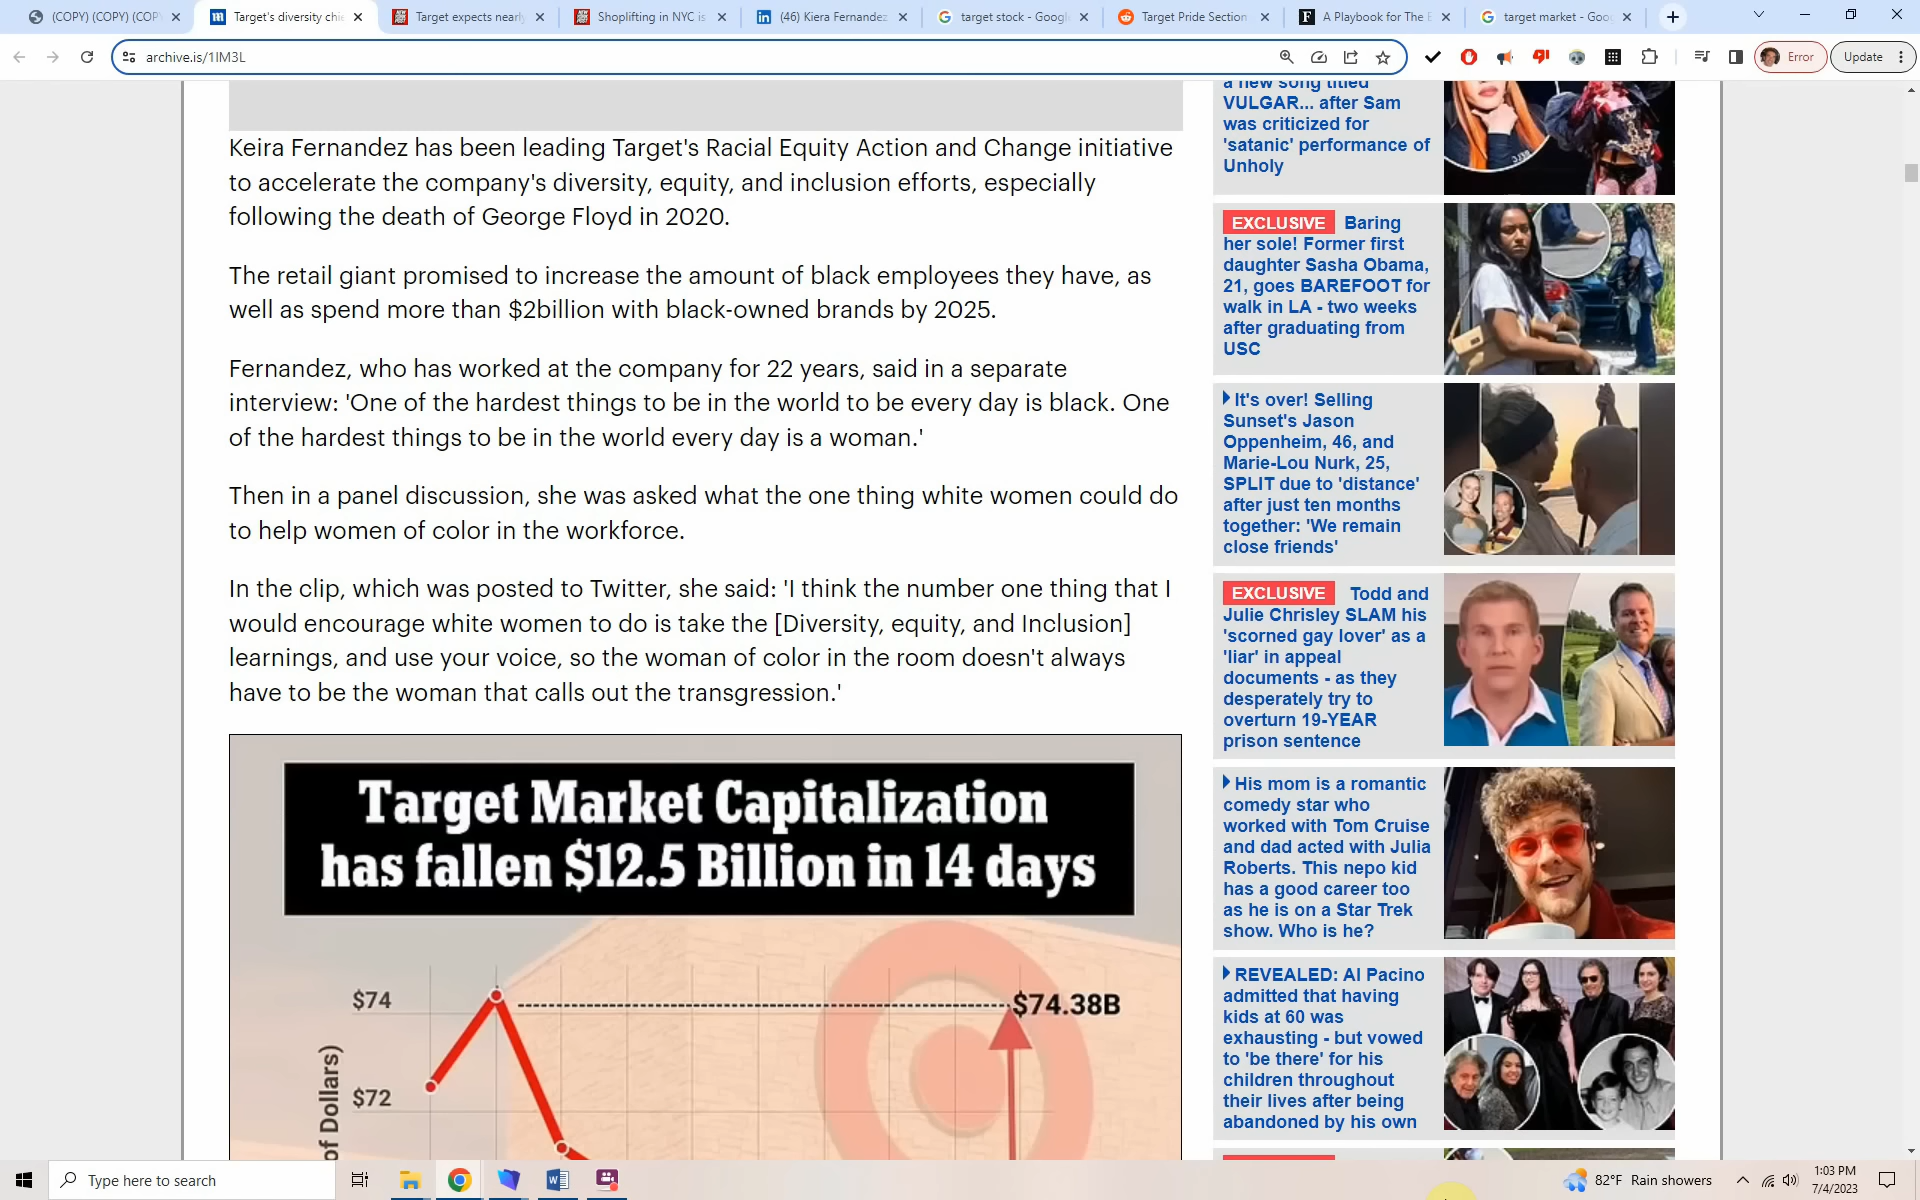 (COPY) (COPY) (COP
Target's diversity chie
Target expects nearly
Shoplifting in NYC is
(46) Kiera Fernandez
target stock - Google
Target Pride Section
A Playbook for The E
target market - Goo
archive.is/1IM3L
Error
Update
Keira Fernandez has been leading Target's Racial Equity Action and Change initiative
to accelerate the company's diversity, equity, and inclusion efforts, especially
following the death of George Floyd in 2020.
The retail giant promised to increase the amount of black employees they have, as
well as spend more than $2billion with black-owned brands by 2025.
Fernandez, who has worked at the company for 22 years, said in a separate
interview: 'One of the hardest things to be in the world to be every day is black. One
of the hardest things to be in the world every day is a woman.'
Then in a panel discussion, she was asked what the one thing white women could do
to help women of color in the workforce.
In the clip, which was posted to Twitter, she said: 'I think the number one thing that I
would encourage white women to do is take the [Diversity, equity, and Inclusion]
learnings, and use your voice, so the woman of color in the room doesn't always
have to be the woman that calls out the transgression.'
Target Market Capitalization
has fallen $12.5 Billion in 14 days
$74
$74.38B
$72
of Dollars)
a new song titled
VULGAR... after Sam
was criticized for
'satanic' performance of
Unholy
EXCLUSIVE Baring
her sole! Former first
daughter Sasha Obama,
21, goes BAREFOOT for
walk in LA - two weeks
after graduating from
USC
It's over! Selling
Sunset's Jason
Oppenheim, 46, and
Marie-Lou Nurk, 25,
SPLIT due to 'distance'
after just ten months
together: 'We remain
close friends'
EXCLUSIVE Todd and
Julie Chrisley SLAM his
'scorned gay lover' as a
'liar' in appeal
documents - as they
desperately try to
overturn 19-YEAR
prison sentence
His mom is a romantic
comedy star who
worked with Tom Cruise
and dad acted with Julia
Roberts. This nepo kid
has a good career too
as he is on a Star Trek
show. Who is he?
REVEALED: Al Pacino
admitted that having
kids at 60 was
exhausting - but vowed
to 'be there' for his
children throughout
their lives after being
abandoned by his own
Type here to search
82°F Rain showers
1:03 PM
7/4/2023